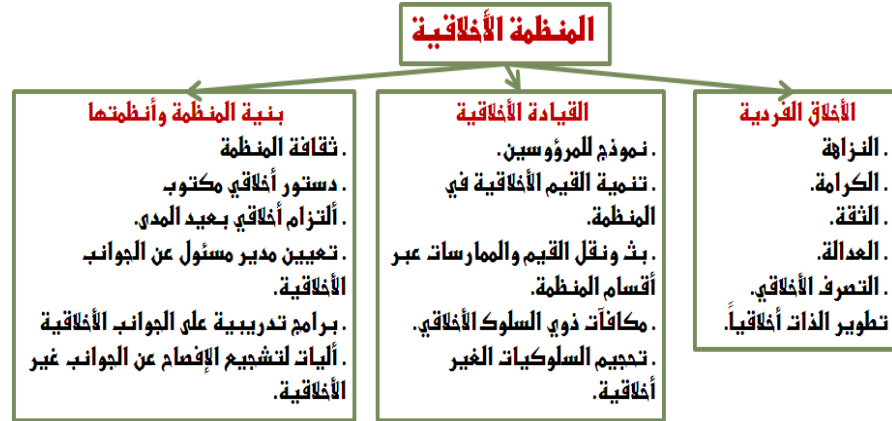 المنظمة الأخلاقية
الأخلاق الفردية
. النزاهة
. الكرامة.
. الثقة.
. العدالة.
. التصرف الأخلاقي.
تطوير الذات أخلاقياً.
القيادة الأخلاقية
. نموذج للمرؤوسين.
. تنمية القيم الأخلاقية في
المنظمة.
. بث ونقل القيم والممارسات عبر
أقسام المنظمة.
. مكافآت ذوي السلوك الأخلاقي.
. تحجيم السلوكيات الغير
أخلاقية.
بنية المنظمة وأنظمتها
. ثقافة المنظمة
. دستور أخلاقي مكتوب
. ألتزام أخلاقي بعيد المدى.
. تعيين مدير مسئول عن الجوانب
الأخلاقية.
. برامج تدريبية على الجوانب الأخلاقية
. أليات لتشجيع الإفصاح عن الجوانب غير
الأخلاقية.